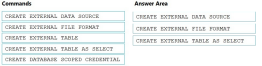 Commands
CREATE EXTERNAL DATA SOURCE
CREATE EXTERNAL FILE FORMAT
CREATE EXTERNAL TABLE
CREATE EXTERNAL TABLE AS SELECT
CREATE DATABASE SCOPED CREDENTIAL
Answer Area
CREATE EXTERNAL DATA SOURCE
CREATE EXTERNAL FILE FORMAT
CREATE EXTERNAL TABLE AS SELECT